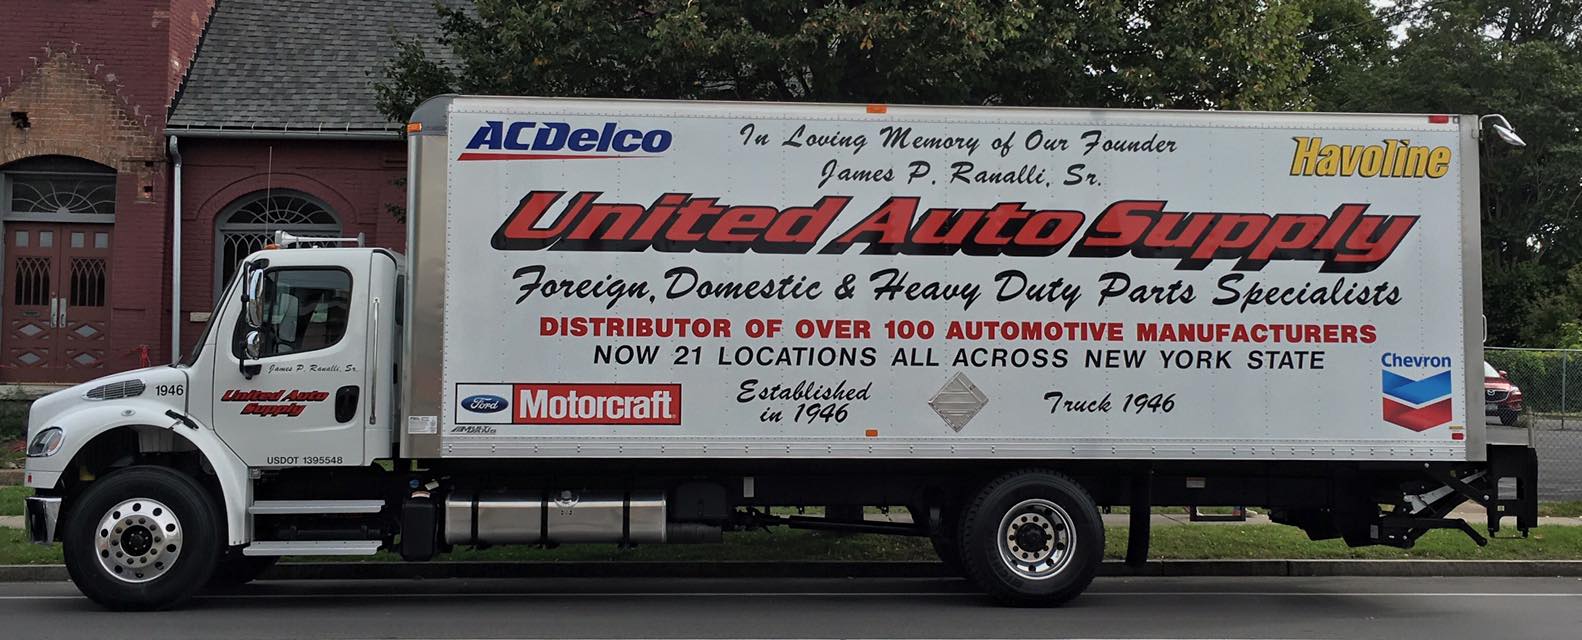 ACDelco
In Loving Memory of Our Founder
James P. Ranalli, Sr.
Havoline
United Auto Supply
Foreign, Domestic & Heavy Duty Parts Specialists
DISTRIBUTOR OF OVER 100 AUTOMOTIVE MANUFACTURERS
NOW 21 LOCATIONS ALL ACROSS NEW YORK STATE
Chevron
Ford Motorcraft
Established
in 1946
Truck 1946
James P. Ranalli, Sr.
1946
United Auto
Supply
USDOT 1395548